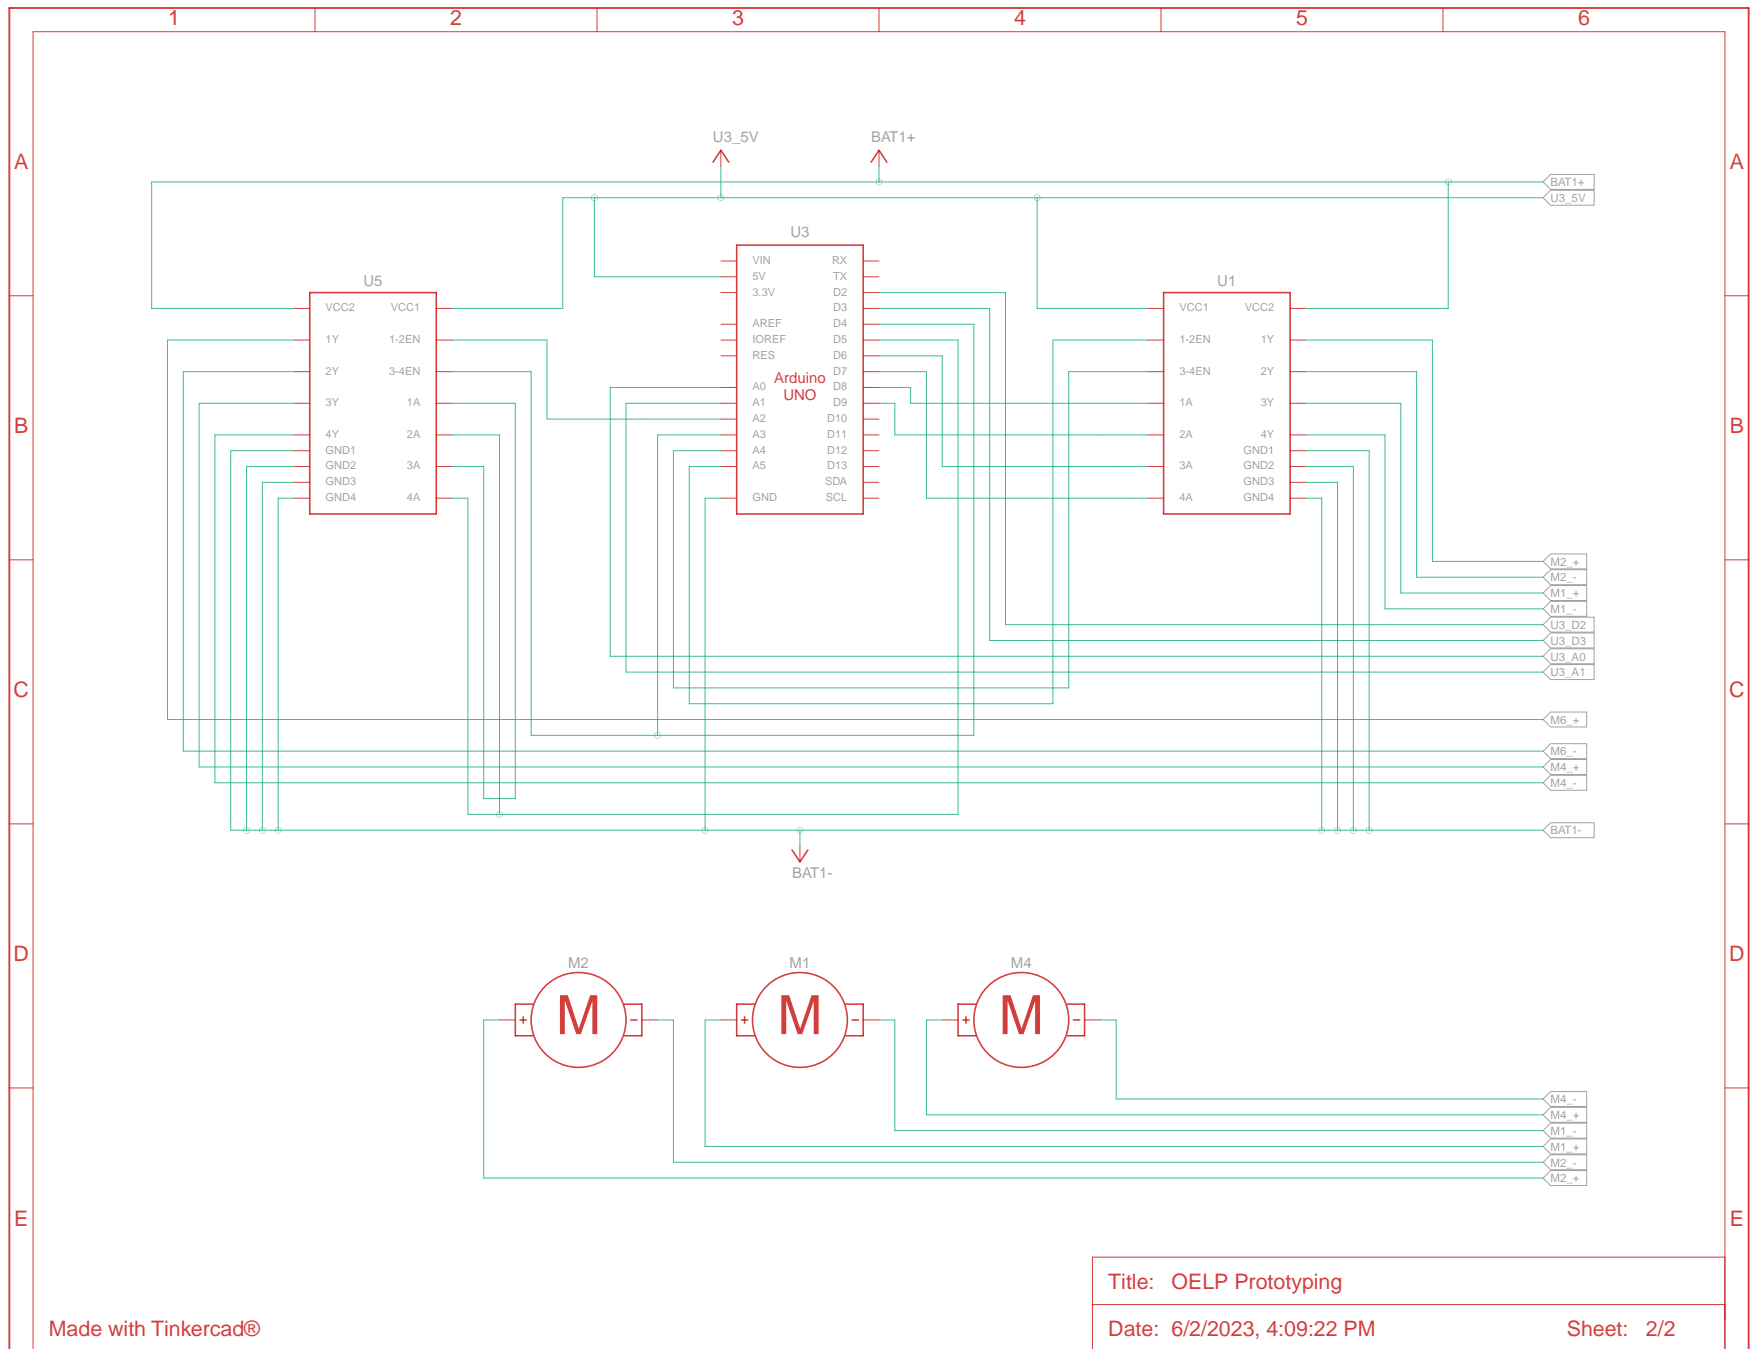 1 2 3 4 5 6
A A
B B
C C
D D
E E
U3_5V BAT1+
BAT1+
U3_5V
U5
VCC2 VCC1
1Y 1-2EN
2Y 3-4EN
3Y 1A
4Y 2A
GND1
GND2 3A
GND3
GND4 4A
U3
VIN RX
5V TX
3.3V D2
D3
AREF D4
IOREF D5
RES D6
D7
A0 D8
A1 D9
A2 D10
A3 D11
A4 D12
A5 D13
SDA
GND SCL
Arduino
UNO
U1
VCC1 VCC2
1-2EN 1Y
3-4EN 2Y
1A 3Y
2A 4Y
GND1
3A GND2
GND3
4A GND4
M2_+
M2_-
M1_+
M1_-
U3_D2
U3_D3
U3_A0
U3_A1
M6_+
M6_-
M4_+
M4_-
BAT1-
BAT1-
M2 M1 M4
+ M - + M - + M -
M4_-
M4_+
M1_-
M1_+
M2_-
M2_+
Title: OELP Prototyping
Made with Tinkercad®
Date: 6/2/2023, 4:09:22 PM Sheet: 2/2